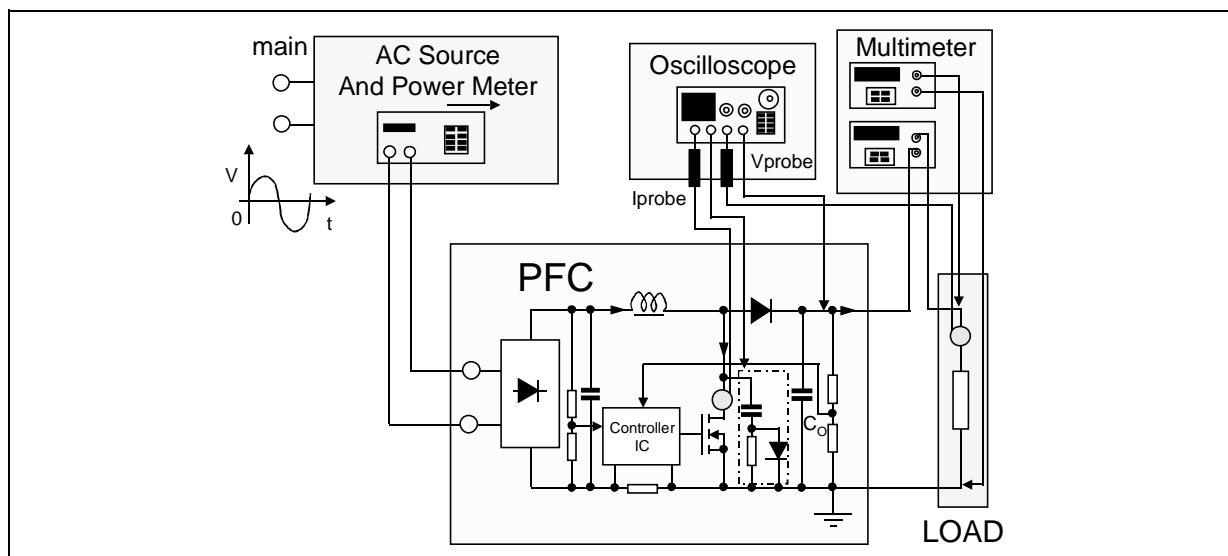 main
AC Source
And Power Meter
Oscilloscope
Multimeter
V
0
t
Iprobe
Vprobe
PFC
Controller
IC
CO
LOAD